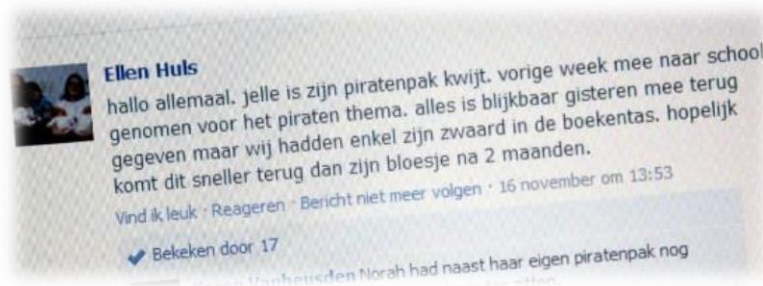 Ellen Huls
hallo allemaal. jelle is zijn piratenpak kwijt. vorige week mee naar school
genomen voor het piraten thema. alles is blijkbaar gisteren mee terug
gegeven maar wij hadden enkel zijn zwaard in de boekentas. hopelijk
komt dit sneller terug dan zijn bloesje na 2 maanden.
Vind ik leuk · Reageren · Bericht niet meer volgen · 16 november om 13:53
Bekeken door 17
Vanheusden Norah had naast haar eigen piratenpak nog